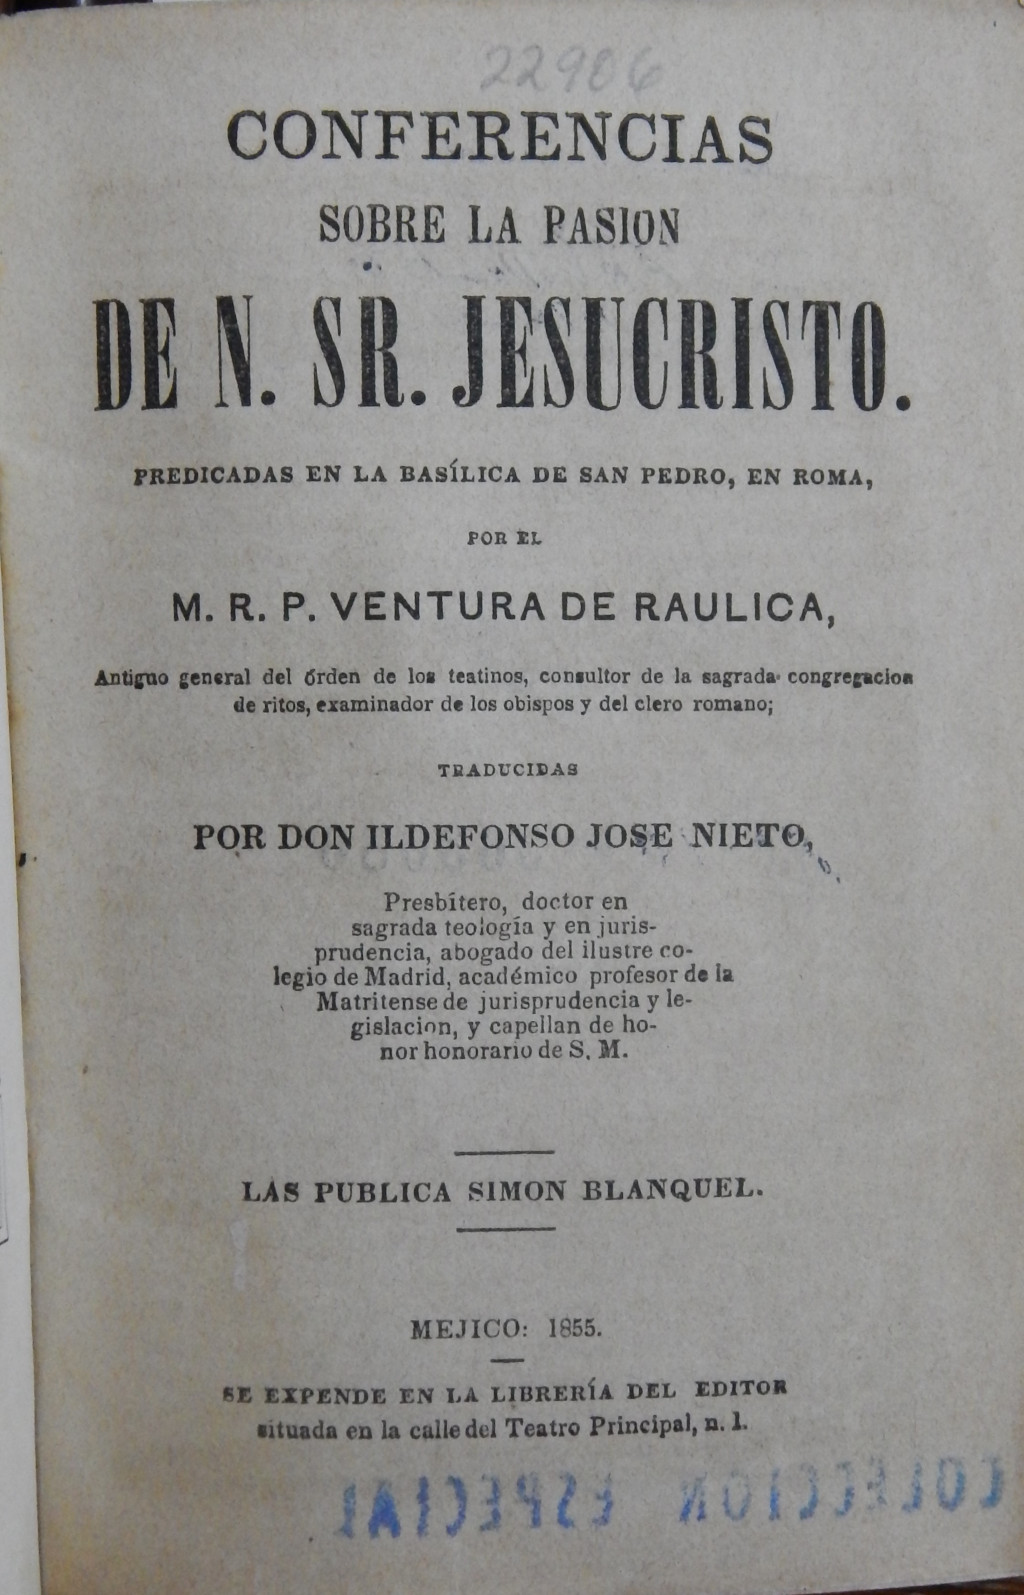 22906
CONFERENCIAS
SOBRE LA PASION
DE N. SR. JESUCRISTO.
PREDICADAS EN LA BASÍLICA DE SAN PEDRO, EN ROMA,
POR EL
M. R. P. VENTURA DE RAULICA,
Antiguo general del órden de los teatinos, consultor de la sagrada congregacion
de ritos, examinador de los obispos y del clero romano;
TRADUCIDAS
POR DON ILDEFONSO JOSE NIETO,
Presbítero, doctor en
sagrada teología y en juris-
prudencia, abogado del ilustre co-
legio de Madrid, académico profesor de la
Matritense de jurisprudencia y le-
gislacion, y capellan de ho-
nor honorario de S. M.
LAS PUBLICA SIMON BLANQUEL.
MEJICO: 1855.
SE EXPENDE EN LA LIBRERÍA DEL EDITOR
situada en la calle del Teatro Principal, n. 1.
COLECCION ESPECIAL